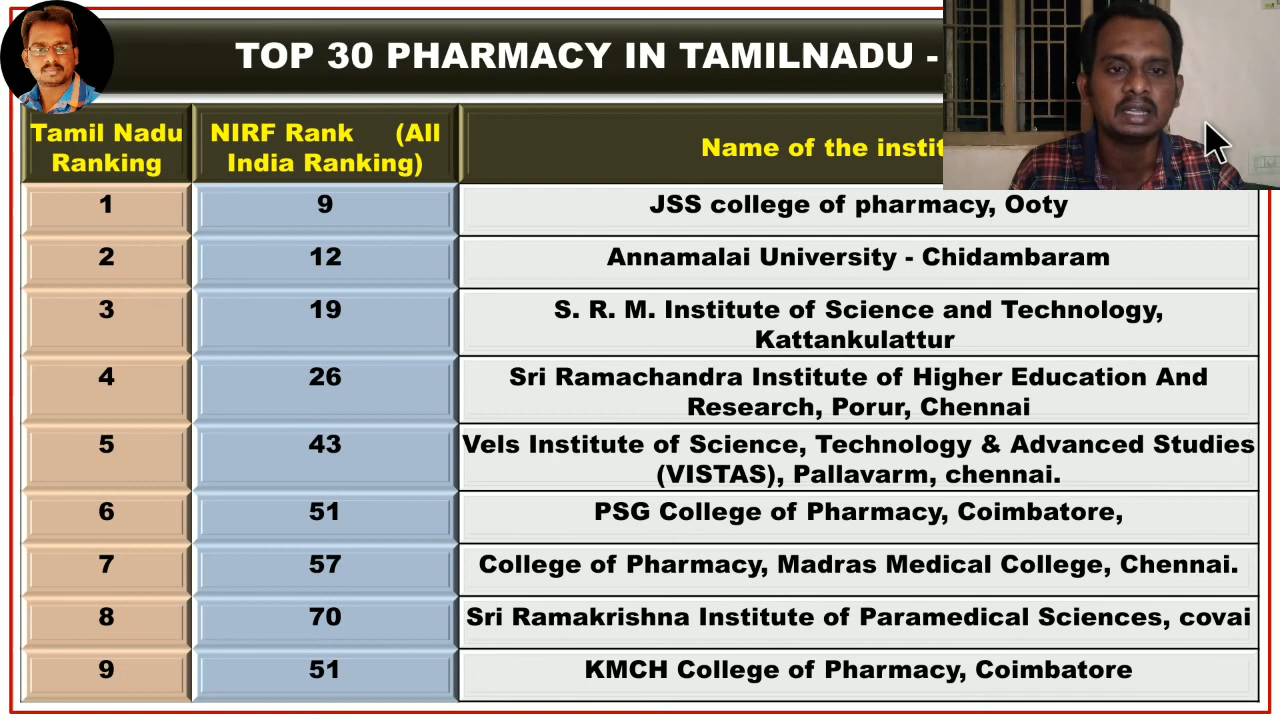 TOP 30 PHARMACY IN TAMILNADU -
Tamil Nadu
Ranking
NIRF Rank (All
India Ranking)
Name of the instit
1
9
JSS college of pharmacy, Ooty
2
12
Annamalai University - Chidambaram
3
19
S. R. M. Institute of Science and Technology,
Kattankulattur
4
26
Sri Ramachandra Institute of Higher Education And
Research, Porur, Chennai
5
43
Vels Institute of Science, Technology & Advanced Studies
(VISTAS), Pallavarm, chennai.
6
51
PSG College of Pharmacy, Coimbatore,
7
57
College of Pharmacy, Madras Medical College, Chennai.
8
70
Sri Ramakrishna Institute of Paramedical Sciences, covai
9
51
KMCH College of Pharmacy, Coimbatore